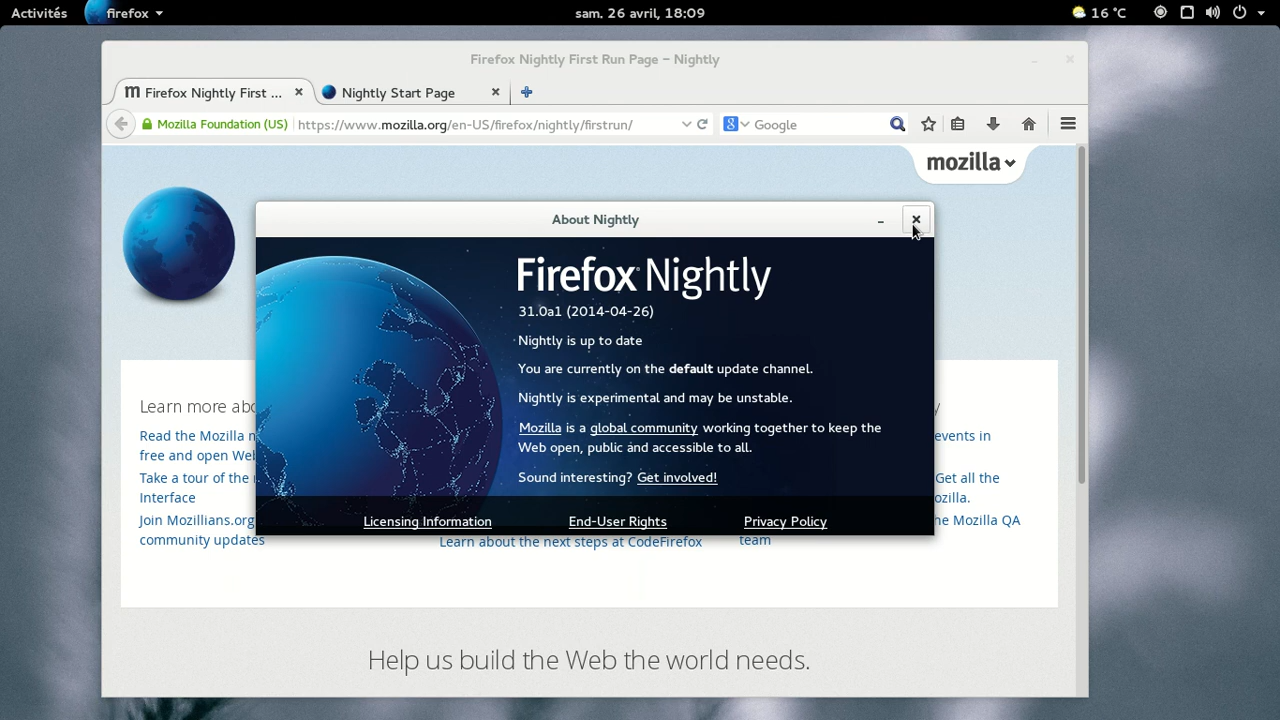 Activités firefox sam. 26 avril, 18:09 16 °C
Firefox Nightly First Run Page – Nightly
m Firefox Nightly First ... Nightly Start Page
Mozilla Foundation (US) https://www.mozilla.org/en-US/firefox/nightly/firstrun/ 8 Google
mozilla
About Nightly
Firefox Nightly
31.0a1 (2014-04-26)
Nightly is up to date
You are currently on the default update channel.
Nightly is experimental and may be unstable.
Mozilla is a global community working together to keep the
Web open, public and accessible to all.
Sound interesting? Get involved!
Licensing Information End-User Rights Privacy Policy
Learn more
Read the Mozilla
free and open
Take a tour of the
Interface
Join Mozillians.org
community updates
Learn about the next steps at CodeFirefox
events in
Get all the
the Mozilla QA
team
Help us build the Web the world needs.